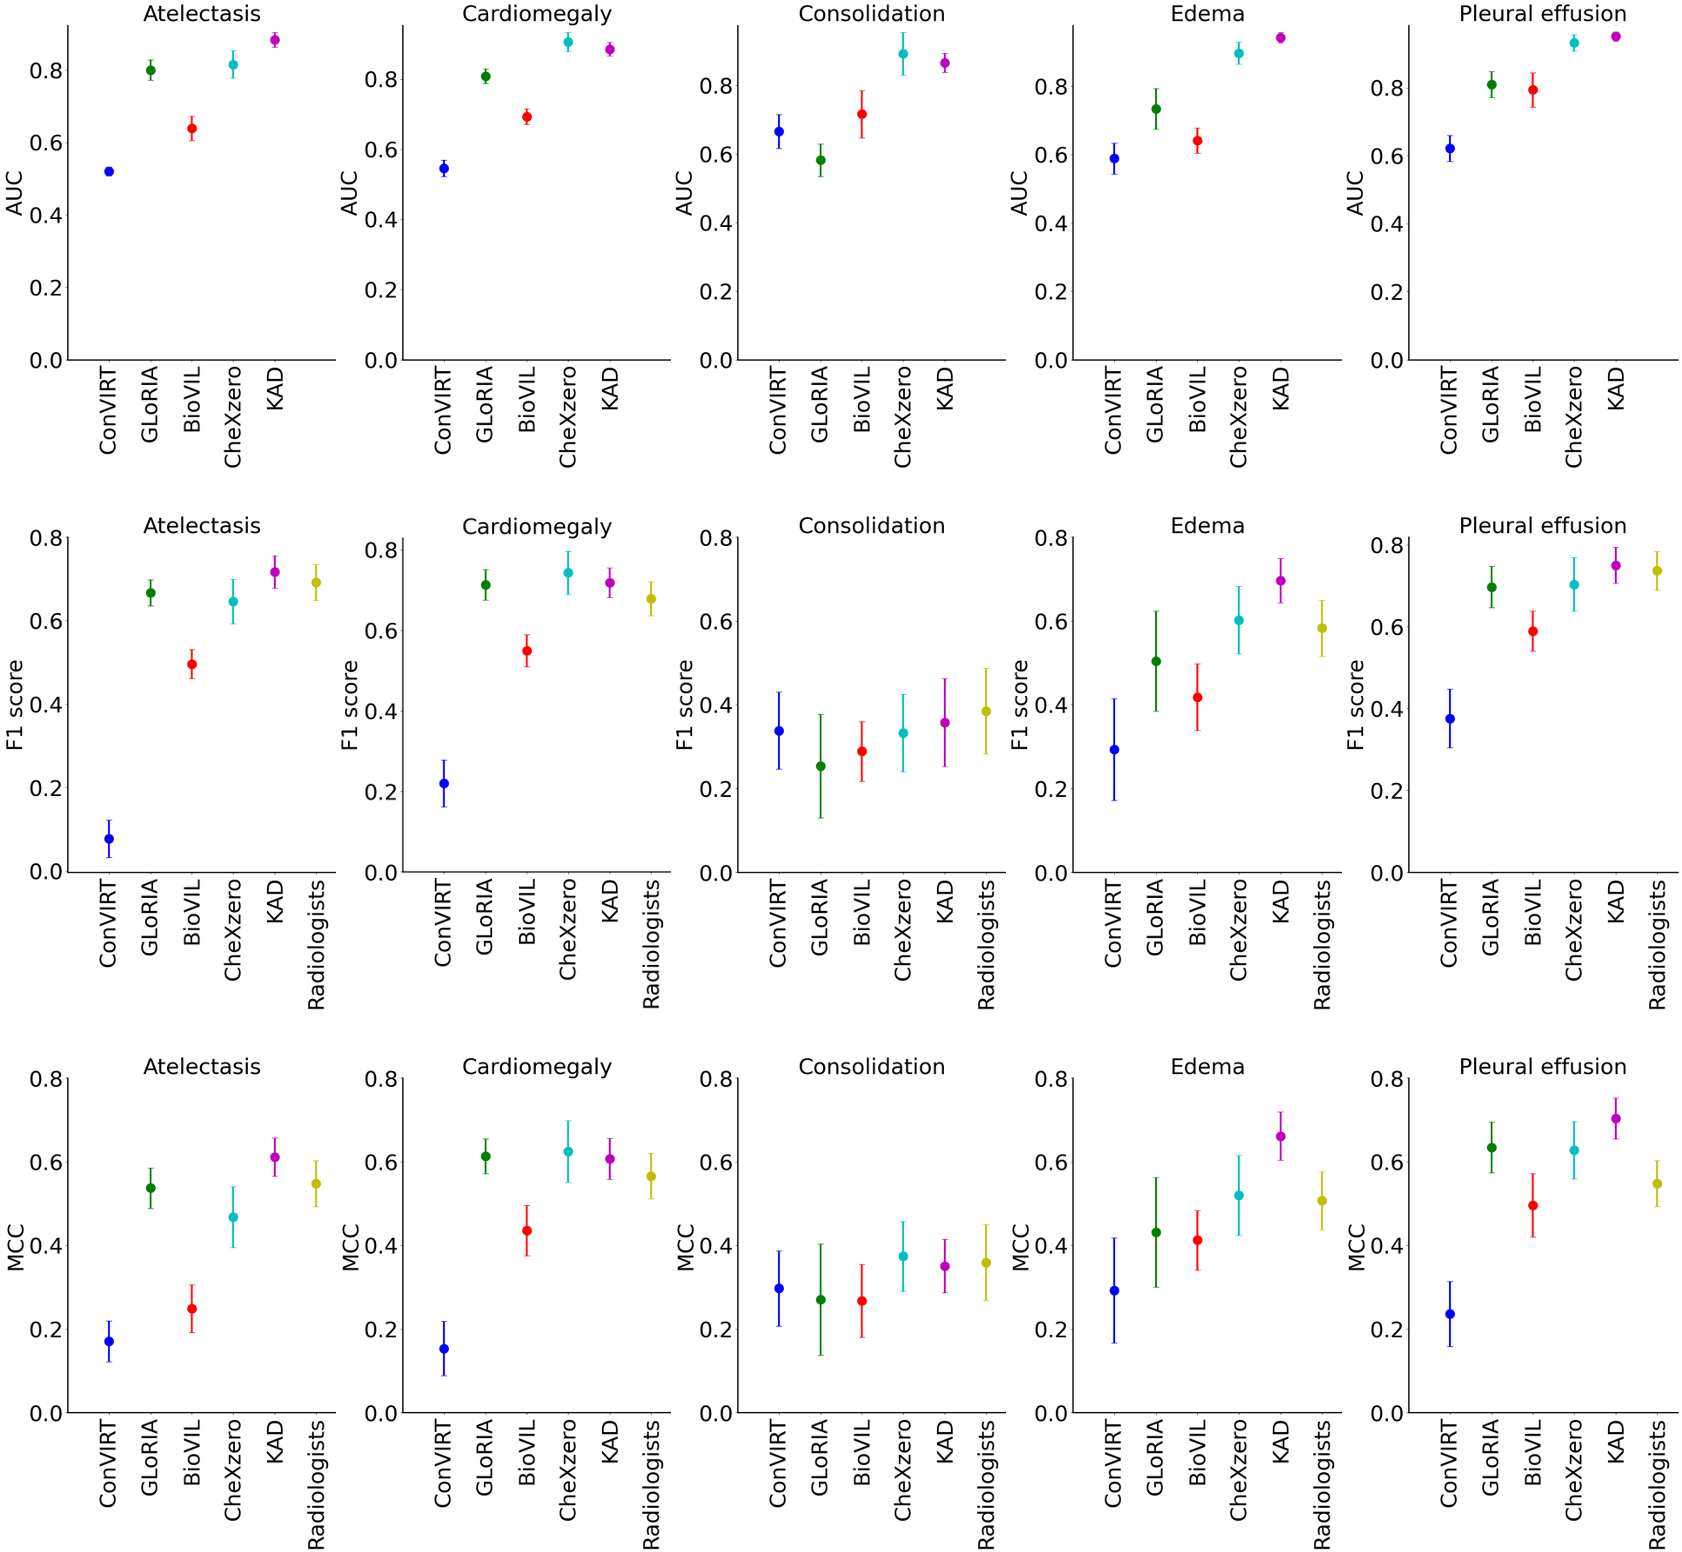 Atelectasis
AUC
0.8
0.6
0.4
0.2
0.0
ConVIRT
GLoRIA
BioVIL
CheXzero
KAD
Cardiomegaly
AUC
0.8
0.6
0.4
0.2
0.0
ConVIRT
GLoRIA
BioVIL
CheXzero
KAD
Consolidation
AUC
0.8
0.6
0.4
0.2
0.0
ConVIRT
GLoRIA
BioVIL
CheXzero
KAD
Edema
AUC
0.8
0.6
0.4
0.2
0.0
ConVIRT
GLoRIA
BioVIL
CheXzero
KAD
Pleural effusion
AUC
0.8
0.6
0.4
0.2
0.0
ConVIRT
GLoRIA
BioVIL
CheXzero
KAD
Atelectasis
F1 score
0.8
0.6
0.4
0.2
0.0
ConVIRT
GLoRIA
BioVIL
CheXzero
KAD
Radiologists
Cardiomegaly
F1 score
0.8
0.6
0.4
0.2
0.0
ConVIRT
GLoRIA
BioVIL
CheXzero
KAD
Radiologists
Consolidation
F1 score
0.8
0.6
0.4
0.2
0.0
ConVIRT
GLoRIA
BioVIL
CheXzero
KAD
Radiologists
Edema
F1 score
0.8
0.6
0.4
0.2
0.0
ConVIRT
GLoRIA
BioVIL
CheXzero
KAD
Radiologists
Pleural effusion
F1 score
0.8
0.6
0.4
0.2
0.0
ConVIRT
GLoRIA
BioVIL
CheXzero
KAD
Radiologists
Atelectasis
MCC
0.8
0.6
0.4
0.2
0.0
ConVIRT
GLoRIA
BioVIL
CheXzero
KAD
Radiologists
Cardiomegaly
MCC
0.8
0.6
0.4
0.2
0.0
ConVIRT
GLoRIA
BioVIL
CheXzero
KAD
Radiologists
Consolidation
MCC
0.8
0.6
0.4
0.2
0.0
ConVIRT
GLoRIA
BioVIL
CheXzero
KAD
Radiologists
Edema
MCC
0.8
0.6
0.4
0.2
0.0
ConVIRT
GLoRIA
BioVIL
CheXzero
KAD
Radiologists
Pleural effusion
MCC
0.8
0.6
0.4
0.2
0.0
ConVIRT
GLoRIA
BioVIL
CheXzero
KAD
Radiologists